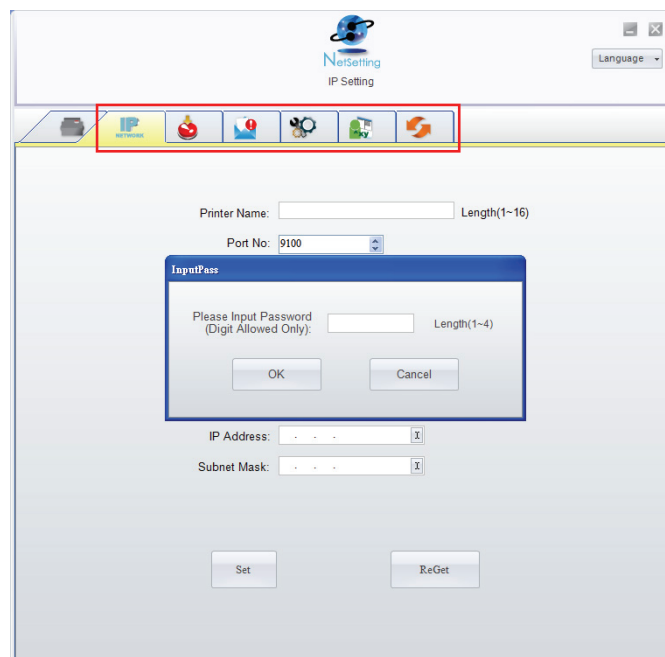 NetSetting
IP Setting
Language
IP
NETWORK
Printer Name:
Length(1~16)
Port No:
9100
InputPass
Please Input Password
(Digit Allowed Only):
Length(1~4)
OK
Cancel
IP Address:
. . .
Subnet Mask:
. . .
Set
ReGet